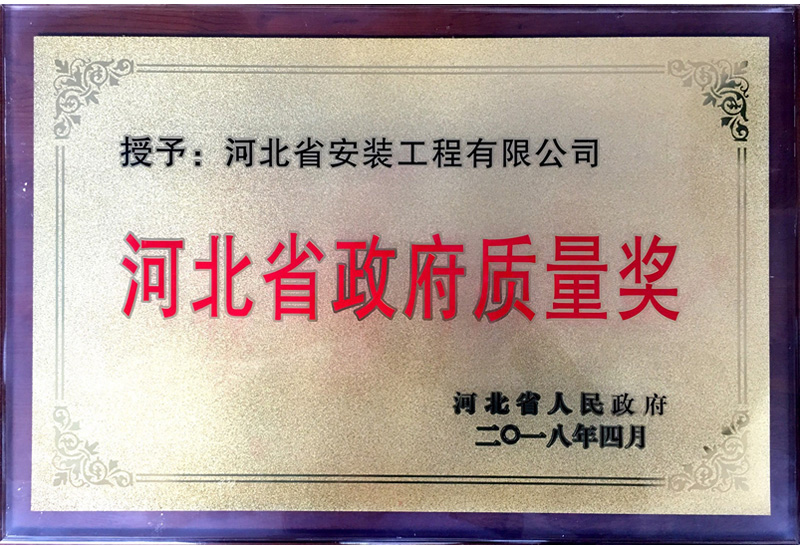 授予：河北省安装工程有限公司
河北省政府质量奖
河北省人民政府
二〇一八年四月